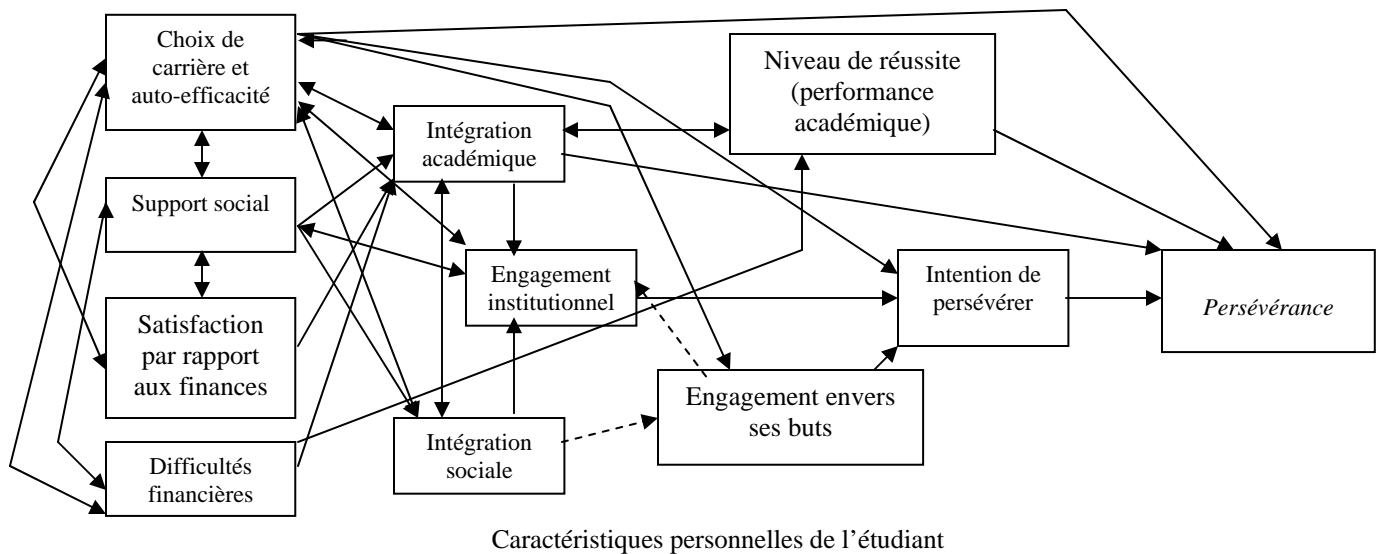 Choix de
carrière et
auto-efficacité
Support social
Satisfaction
par rapport
aux finances
Difficultés
financières
Intégration
académique
Engagement
institutionnel
Intégration
sociale
Niveau de réussite
(performance
académique)
Engagement envers
ses buts
Intention de
persévérer
Persévérance
Caractéristiques personnelles de l’étudiant